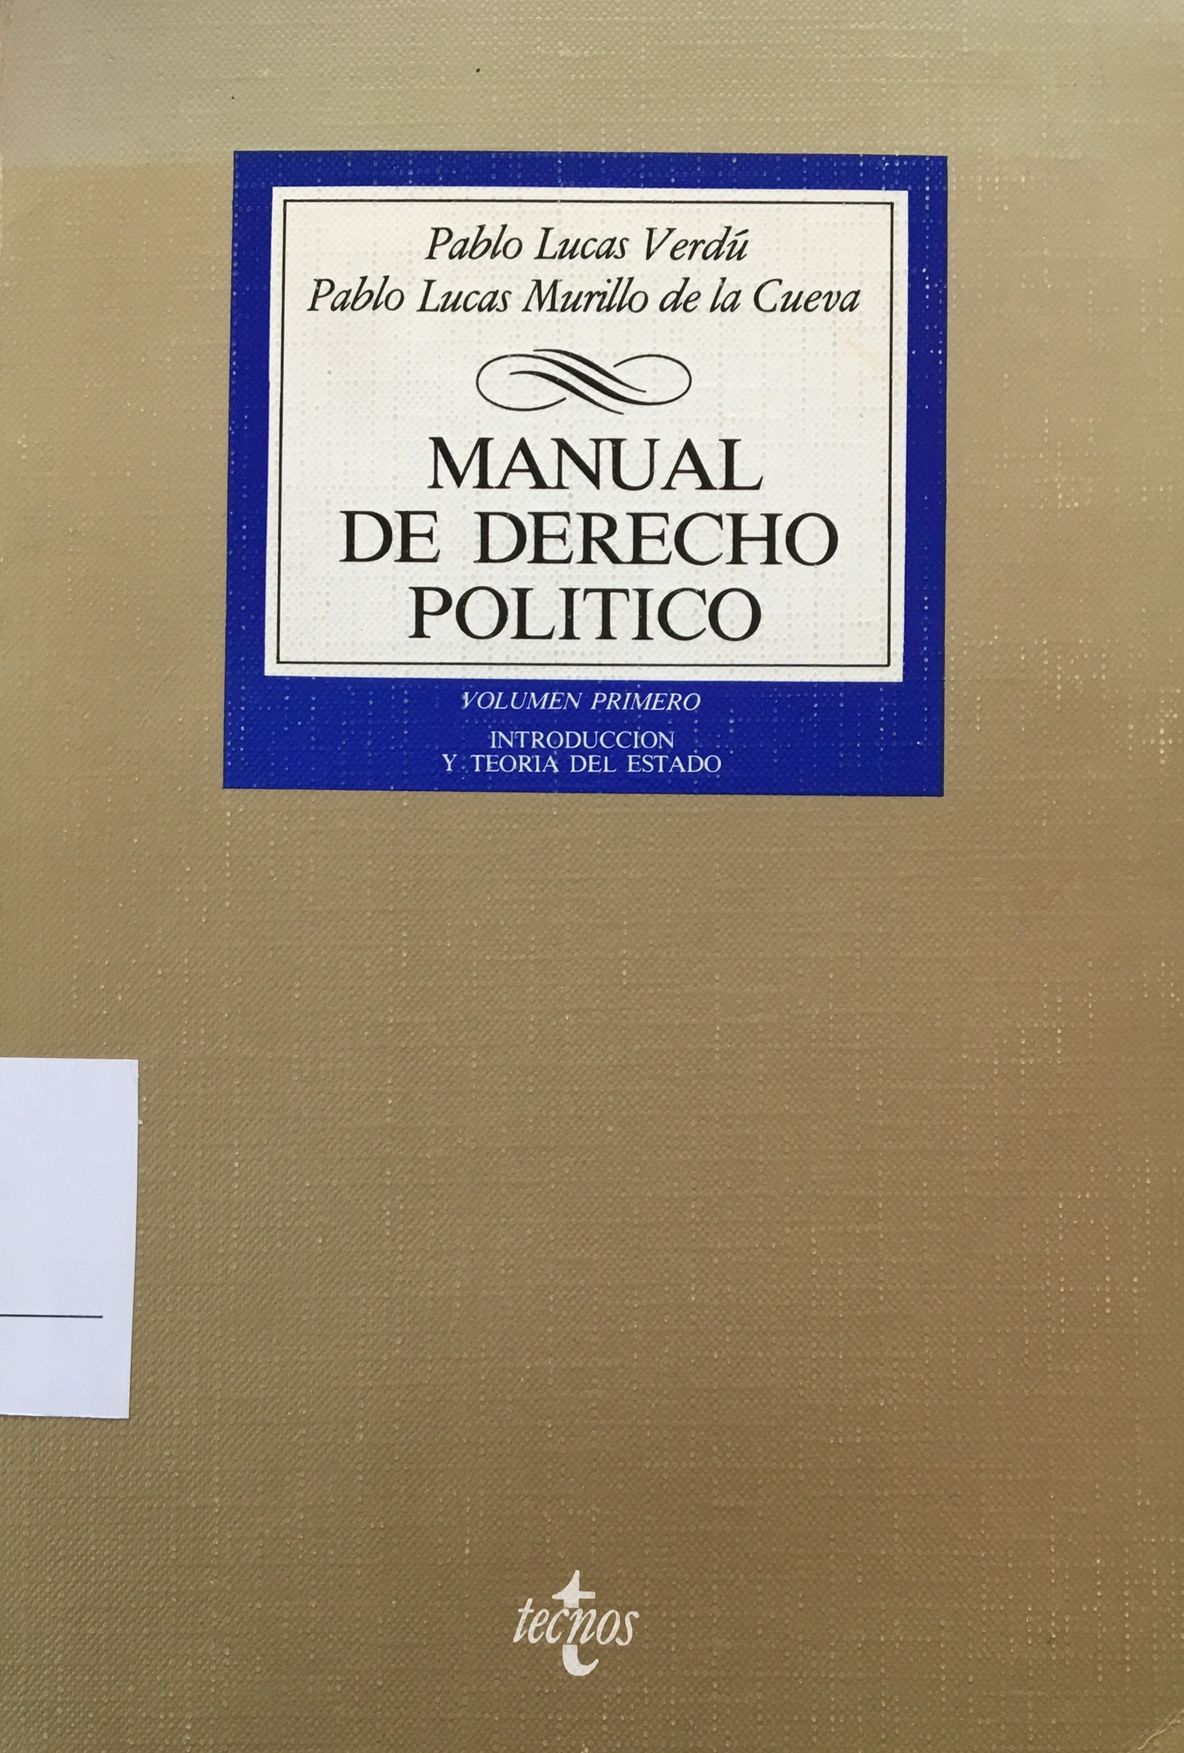 Pablo Lucas Verdú
Pablo Lucas Murillo de la Cueva
MANUAL
DE DERECHO
POLITICO
VOLUMEN PRIMERO
INTRODUCCION
Y TEORIA DEL ESTADO
tecnos